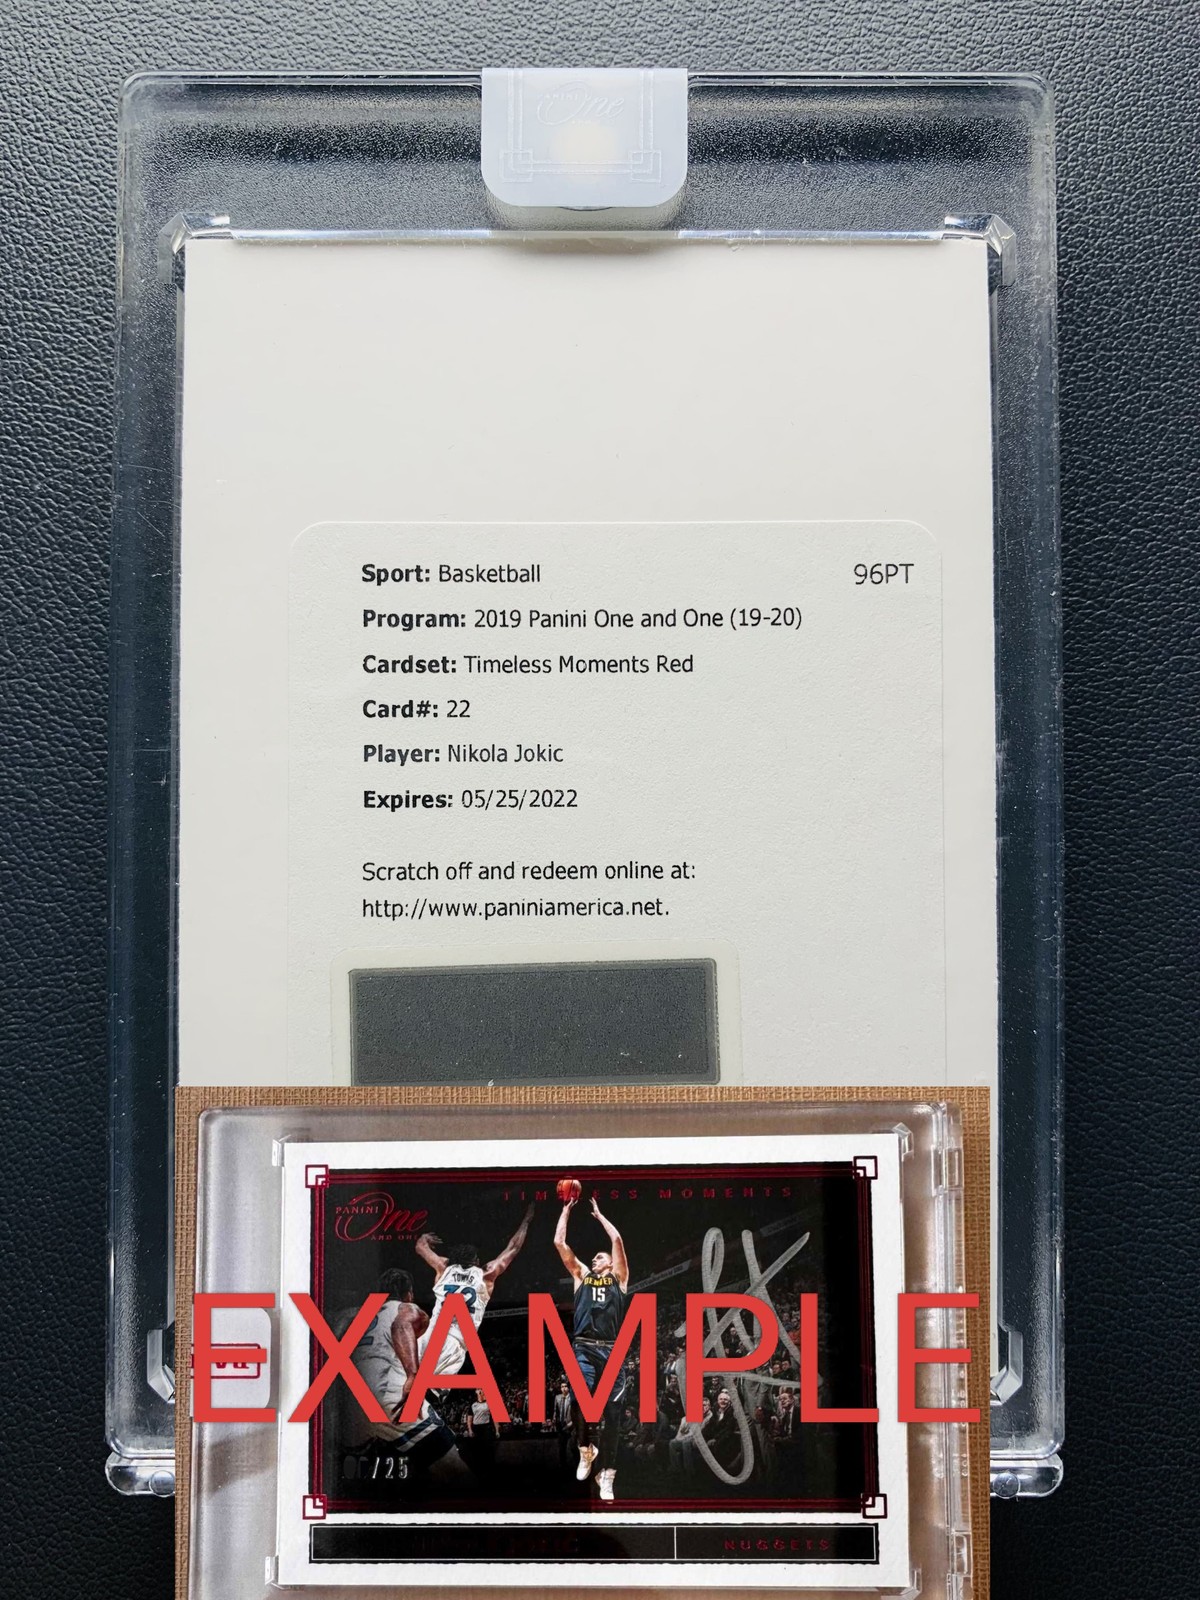 PANINI
One
Sport: Basketball
96PT
Program: 2019 Panini One and One (19-20)
Cardset: Timeless Moments Red
Card#: 22
Player: Nikola Jokic
Expires: 05/25/2022
Scratch off and redeem online at:
http://www.paniniamerica.net.
TIMELESS MOMENTS
PANINI
One
AND ONE
TOWNS
32
DENVER
15
EXAMPLE
/25
NUGGETS